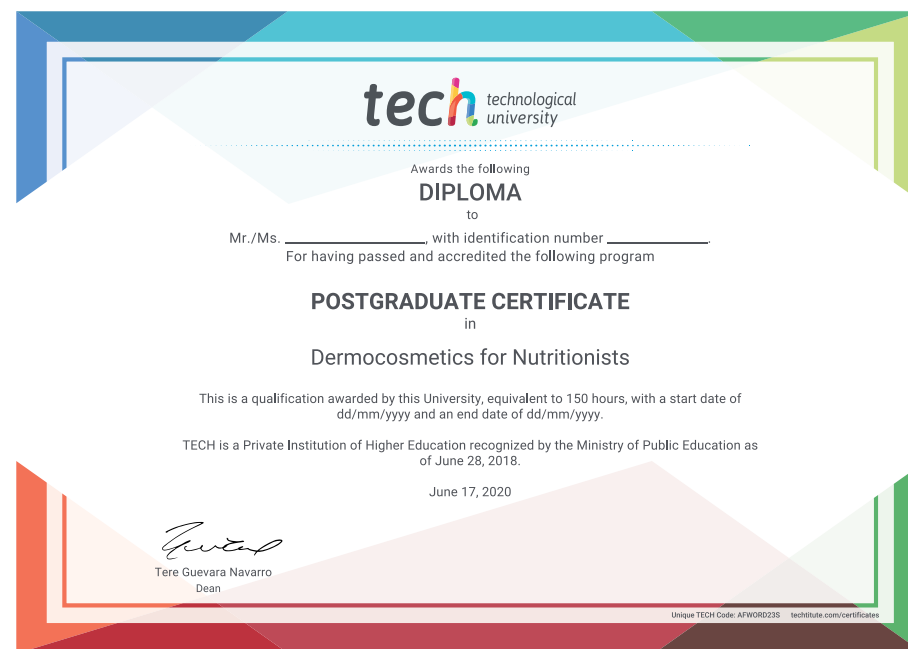 tech technological
university
Awards the following
DIPLOMA
to
Mr./Ms. ____________________, with identification number ______________.
For having passed and accredited the following program
POSTGRADUATE CERTIFICATE
in
Dermocosmetics for Nutritionists
This is a qualification awarded by this University, equivalent to 150 hours, with a start date of
dd/mm/yyyy and an end date of dd/mm/yyyy.
TECH is a Private Institution of Higher Education recognized by the Ministry of Public Education as
of June 28, 2018.
June 17, 2020
Tere Guevara Navarro
Dean
Unique TECH Code: AFWORD23S techtitute.com/certificates